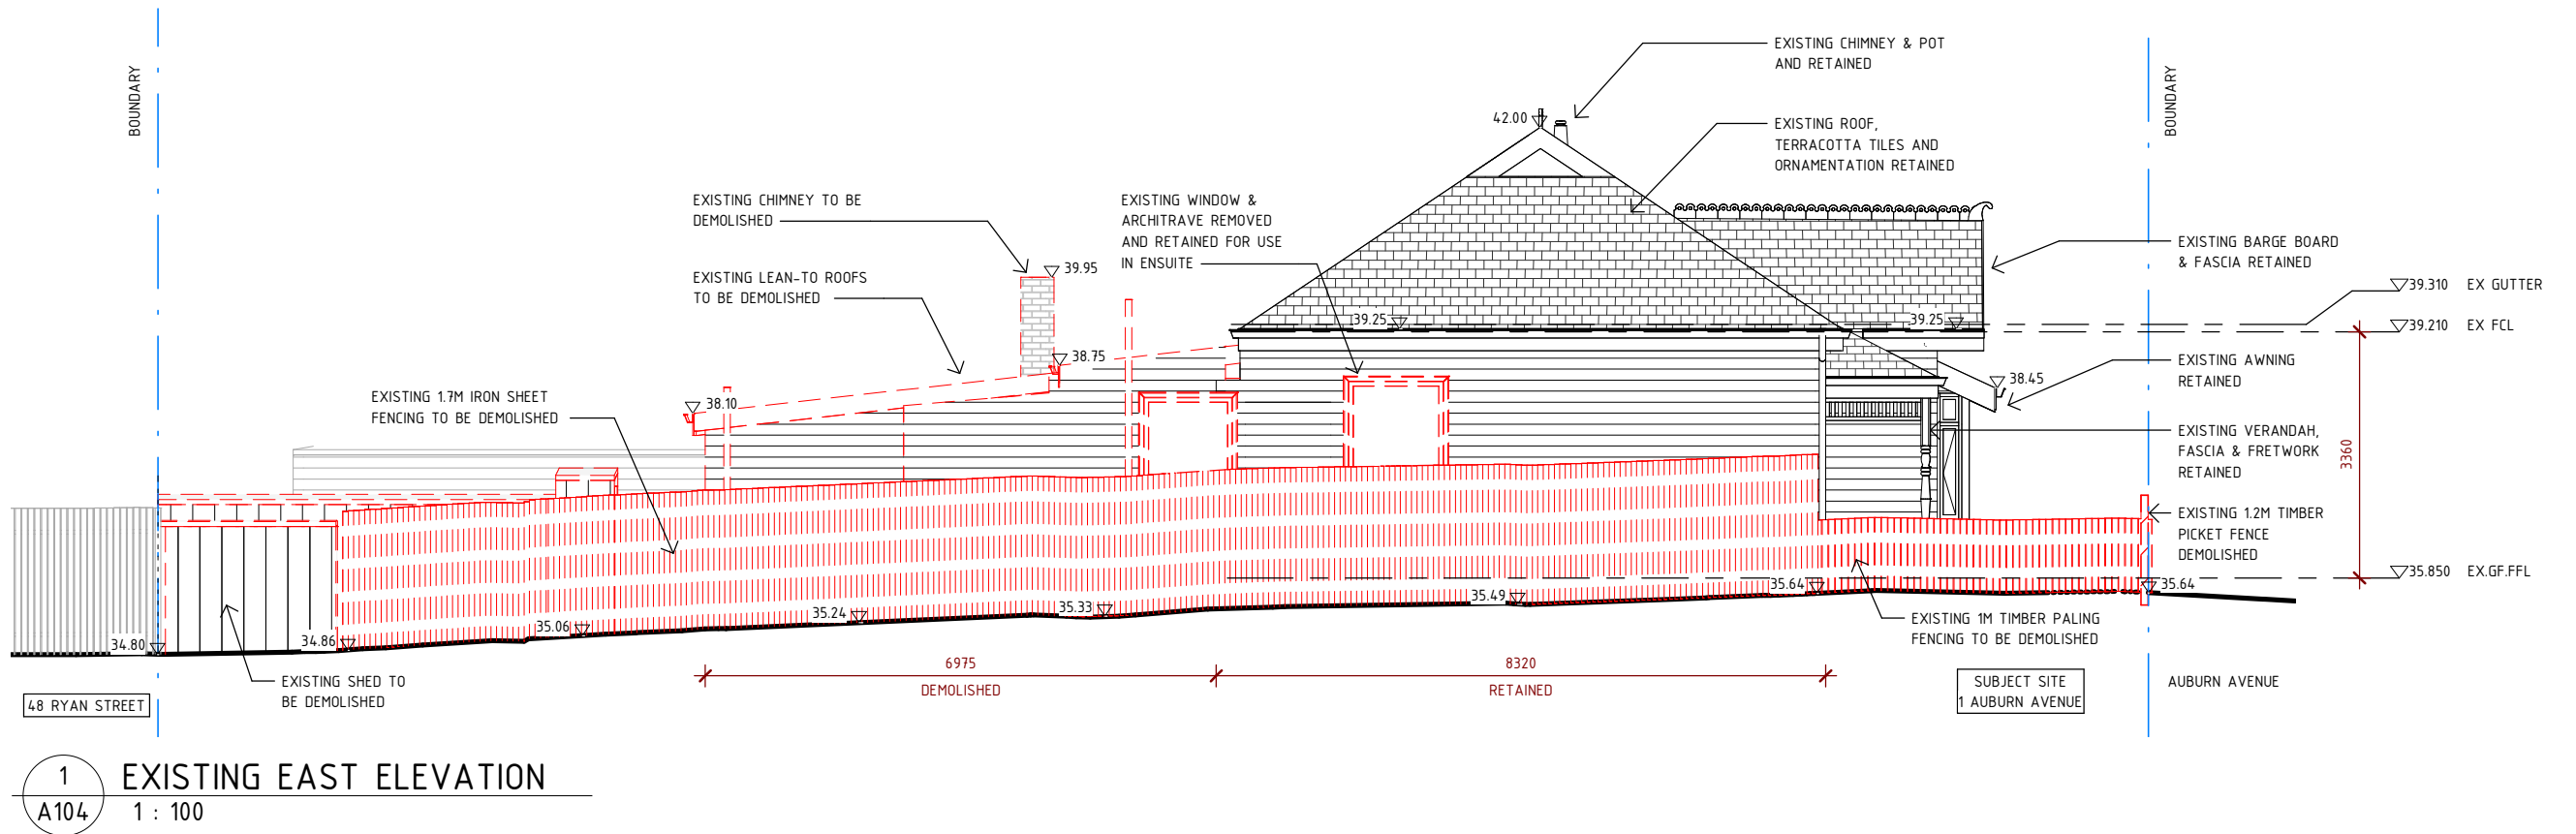 BOUNDARY
EXISTING CHIMNEY & POT
AND RETAINED
BOUNDARY
42.00
EXISTING ROOF,
TERRACOTTA TILES AND
ORNAMENTATION RETAINED
EXISTING CHIMNEY TO BE
DEMOLISHED
EXISTING WINDOW &
ARCHITRAVE REMOVED
AND RETAINED FOR USE
IN ENSUITE
EXISTING BARGE BOARD
& FASCIA RETAINED
39.95
EXISTING LEAN-TO ROOFS
TO BE DEMOLISHED
39.310 EX GUTTER
39.25
39.25
39.210 EX FCL
38.75
EXISTING AWNING
RETAINED
38.45
EXISTING 1.7M IRON SHEET
FENCING TO BE DEMOLISHED
38.10
EXISTING VERANDAH,
FASCIA & FRETWORK
RETAINED
3360
EXISTING 1.2M TIMBER
PICKET FENCE
DEMOLISHED
35.850 EX.GF.FFL
35.64
35.64
35.49
35.33
35.24
35.06
34.86
34.80
EXISTING 1M TIMBER PALING
FENCING TO BE DEMOLISHED
6975
DEMOLISHED
8320
RETAINED
EXISTING SHED TO
BE DEMOLISHED
48 RYAN STREET
SUBJECT SITE
1 AUBURN AVENUE
AUBURN AVENUE
1
A104
EXISTING EAST ELEVATION
1 : 100